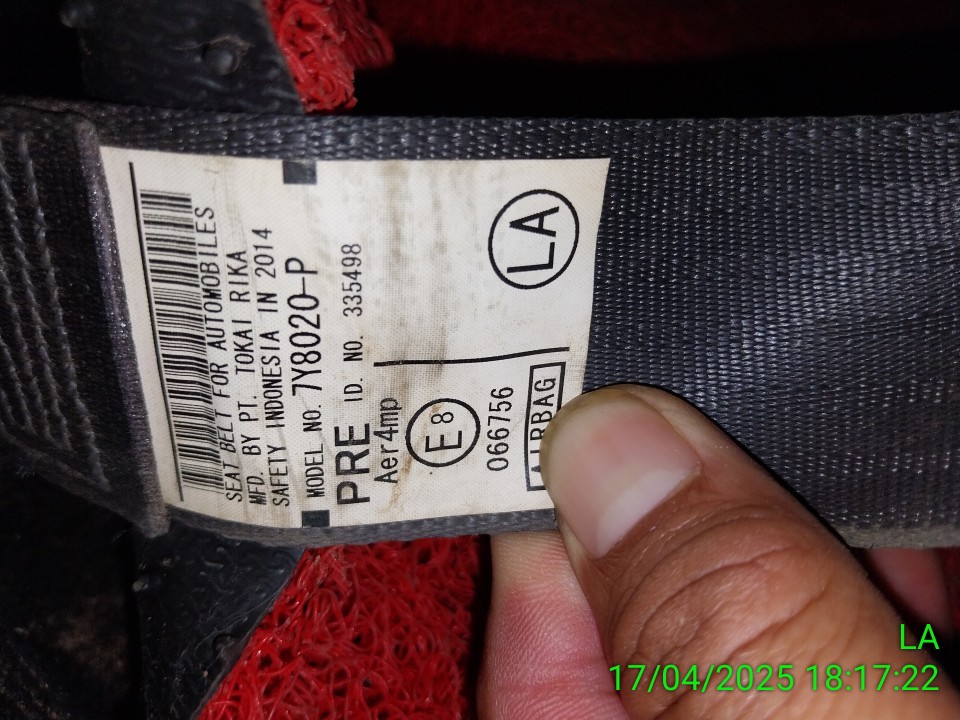 SEAT BELT FOR AUTOMOBILES
MFD. BY PT. TOKAI RIKA
SAFETY INDONESIA IN 2014
MODEL NO. 7Y8020-P
PRE ID. NO. 335498
Aer4mp
E8
066756
AIRBAG
LA
LA
17/04/2025 18:17:22